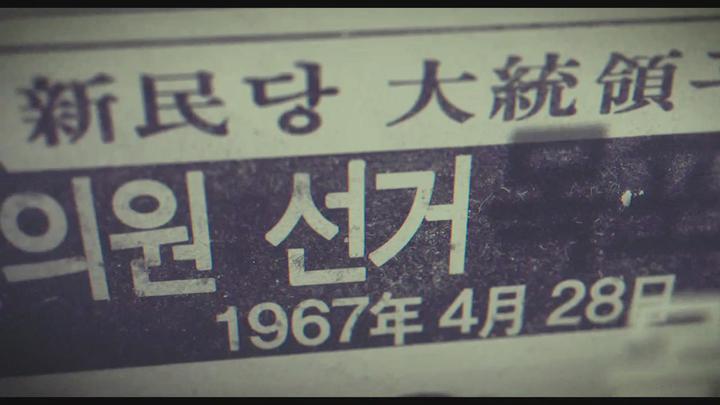 新民당 大統領
의원 선거
1967年 4月 28日